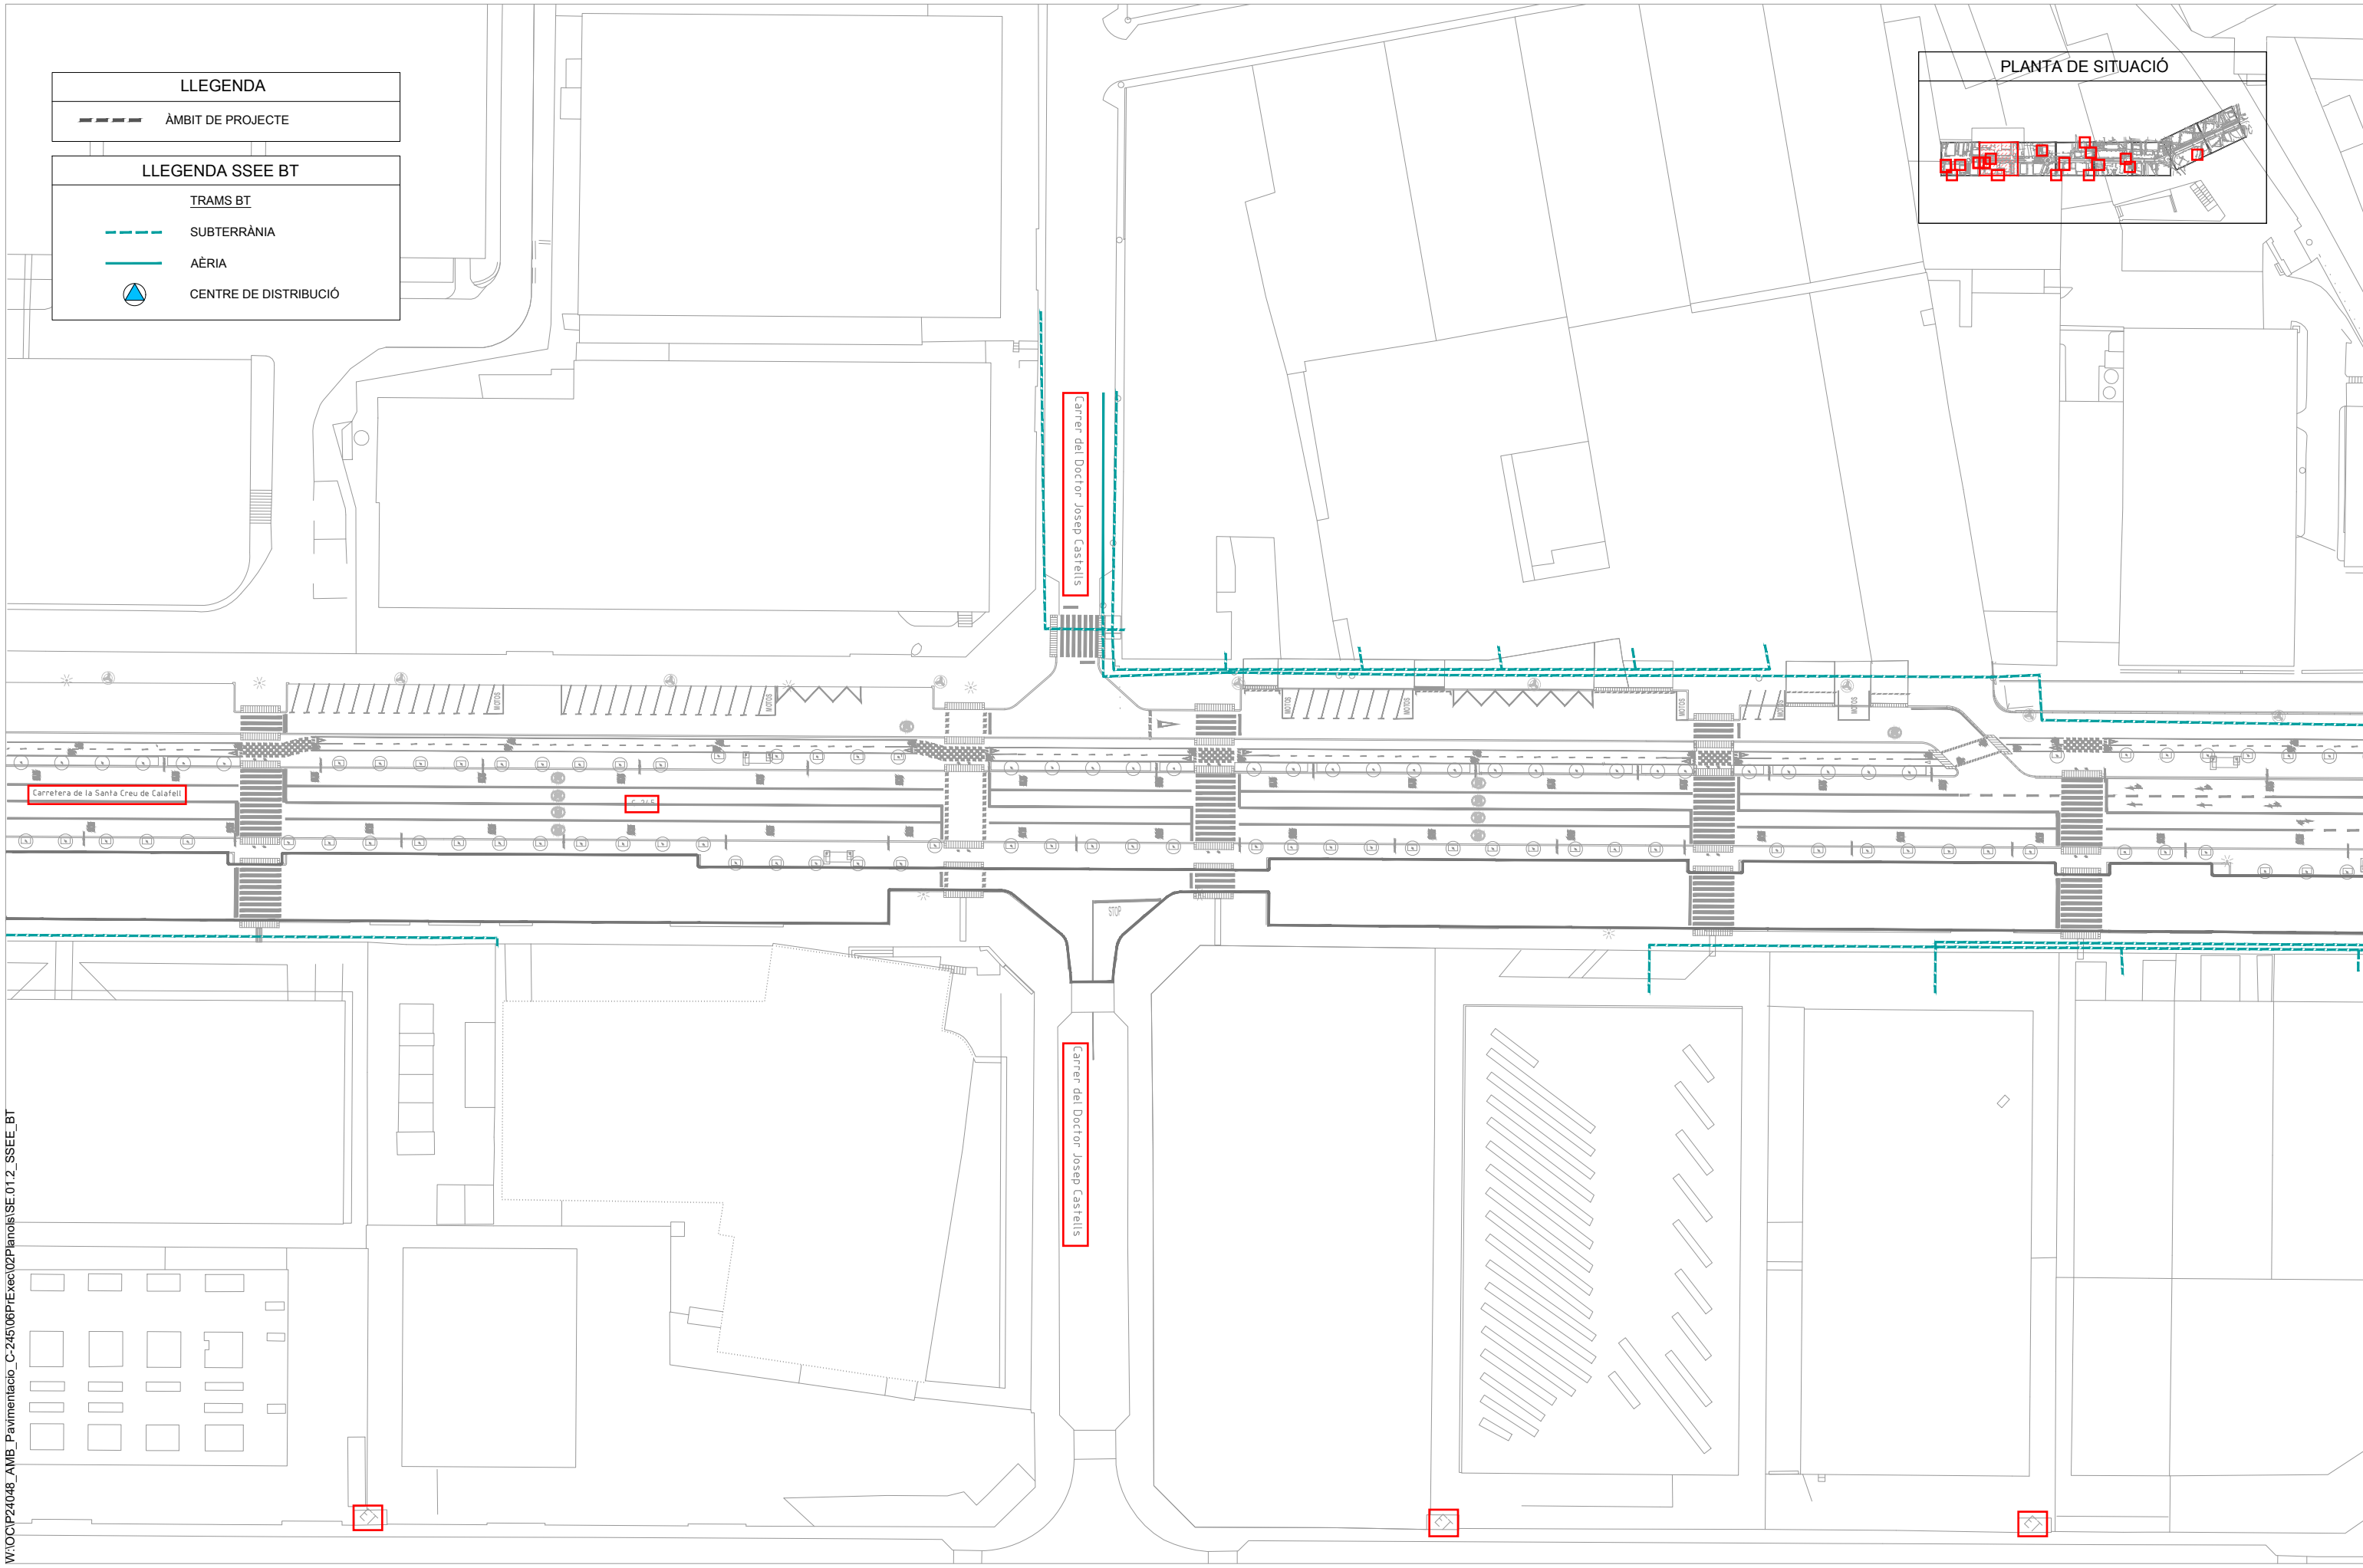 LLEGENDA
ÀMBIT DE PROJECTE
LLEGENDA SSEE BT
TRAMS BT
SUBTERRÀNIA
AÈRIA
CENTRE DE DISTRIBUCIÓ
PLANTA DE SITUACIÓ
Carrer del Doctor Josep Castells
MOTOS
MOTOS
MOTOS
MOTOS
MOTOS
MOTOS
MOTOS
Carretera de la Santa Creu de Calafell
C-245
STOP
Carrer del Doctor Josep Castells
W:\OC\P24048_AMB_Pavimentacio_C-245\06PrExec\02Planols\SE.01.2_SSEE_BT